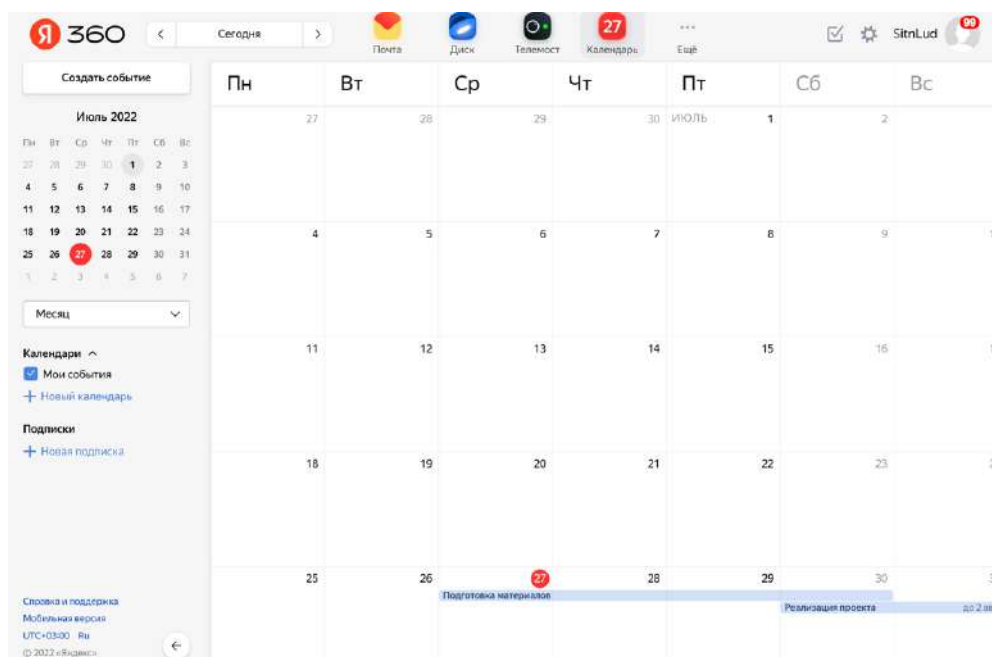 Я 360 Сегодня 99
Почта Диск Телемост 27 Календарь Ещё SitnLud
Создать событие
Июль 2022
Пн Вт Ср Чт Пт Сб Вс
27 28 29 30 1 2 3
4 5 6 7 8 9 10
11 12 13 14 15 16 17
18 19 20 21 22 23 24
25 26 27 28 29 30 31
1 2 3 4 5 6 7
Месяц
Календари
Мои события
Новый календарь
Подписки
Новая подписка
Справка и поддержка
Мобильная версия
UTC+03:00 Ru
© 2022 «Яндекс»
Пн Вт Ср Чт Пт Сб Вс
27 28 29 30 ИЮЛЬ 1 2
4 5 6 7 8 9
11 12 13 14 15 16
18 19 20 21 22 23
25 26 27 28 29 30
Подготовка материалов
Реализация проекта до 2